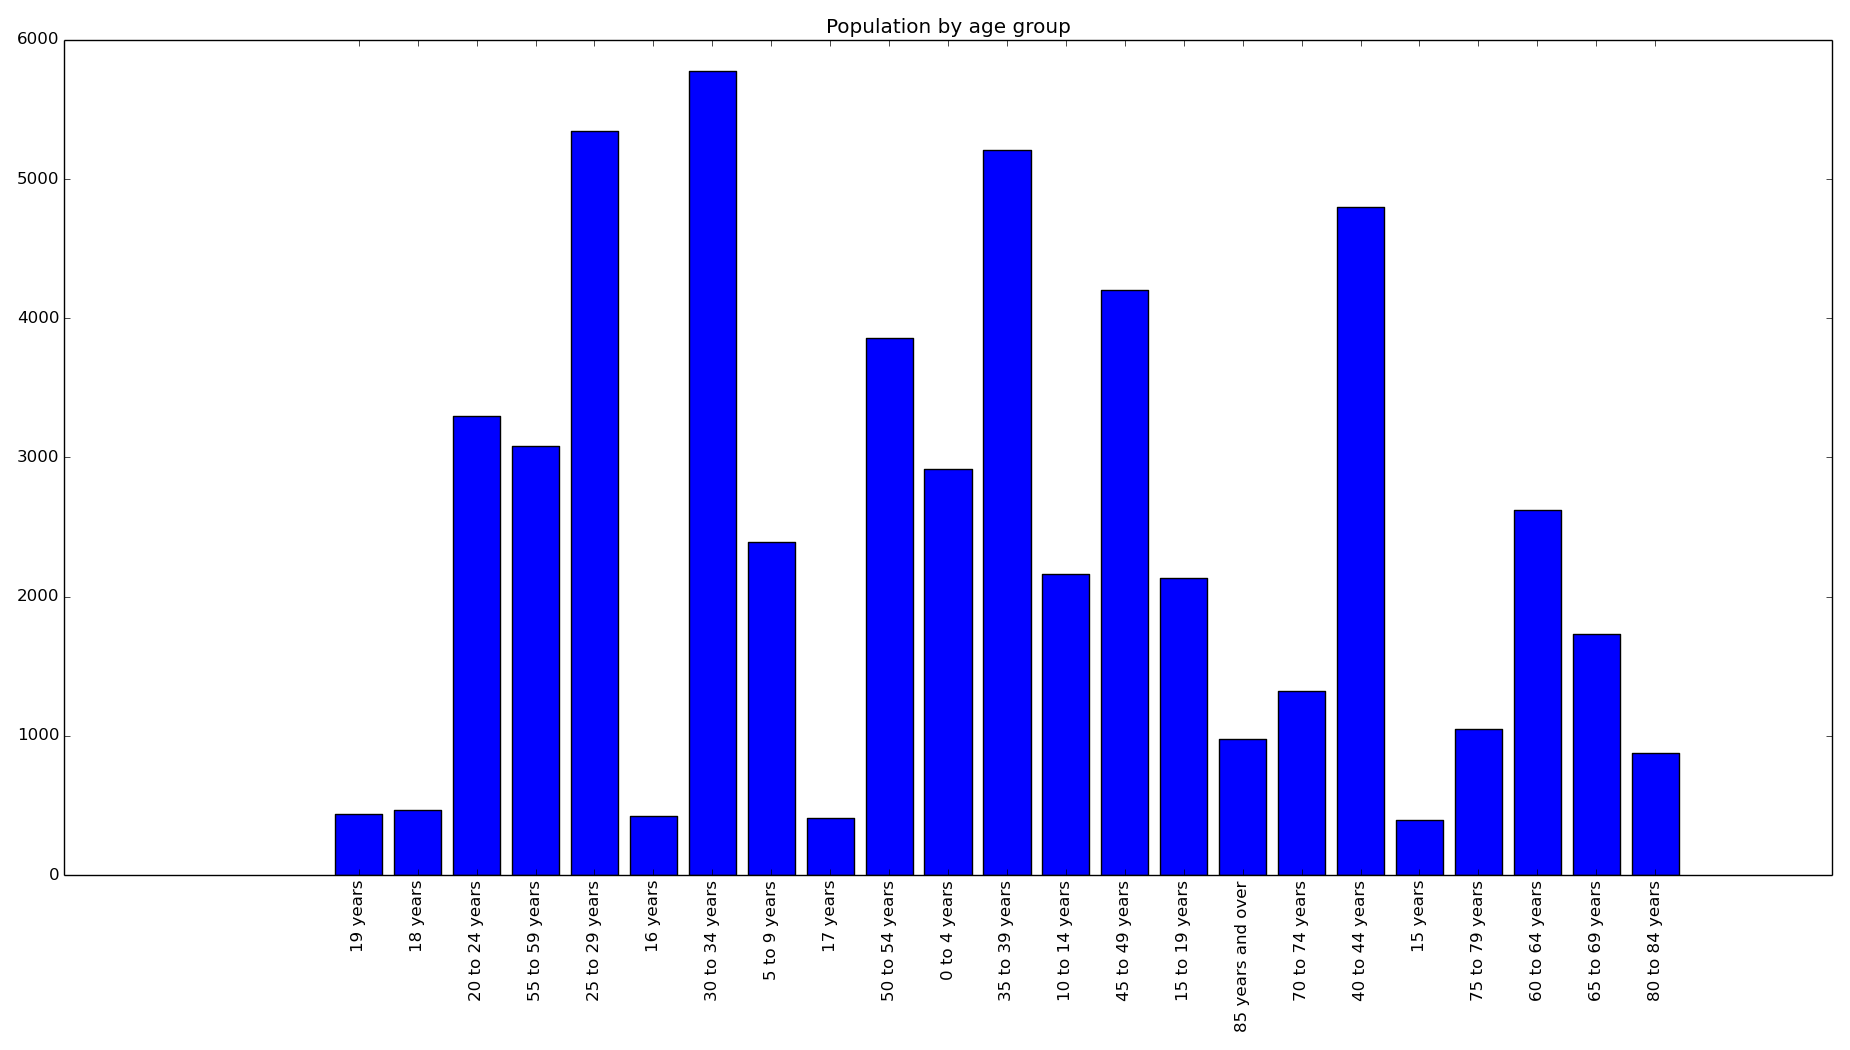 Population by age group
6000
5000
4000
3000
2000
1000
0
19 years
18 years
20 to 24 years
55 to 59 years
25 to 29 years
16 years
30 to 34 years
5 to 9 years
17 years
50 to 54 years
0 to 4 years
35 to 39 years
10 to 14 years
45 to 49 years
15 to 19 years
85 years and over
70 to 74 years
40 to 44 years
15 years
75 to 79 years
60 to 64 years
65 to 69 years
80 to 84 years